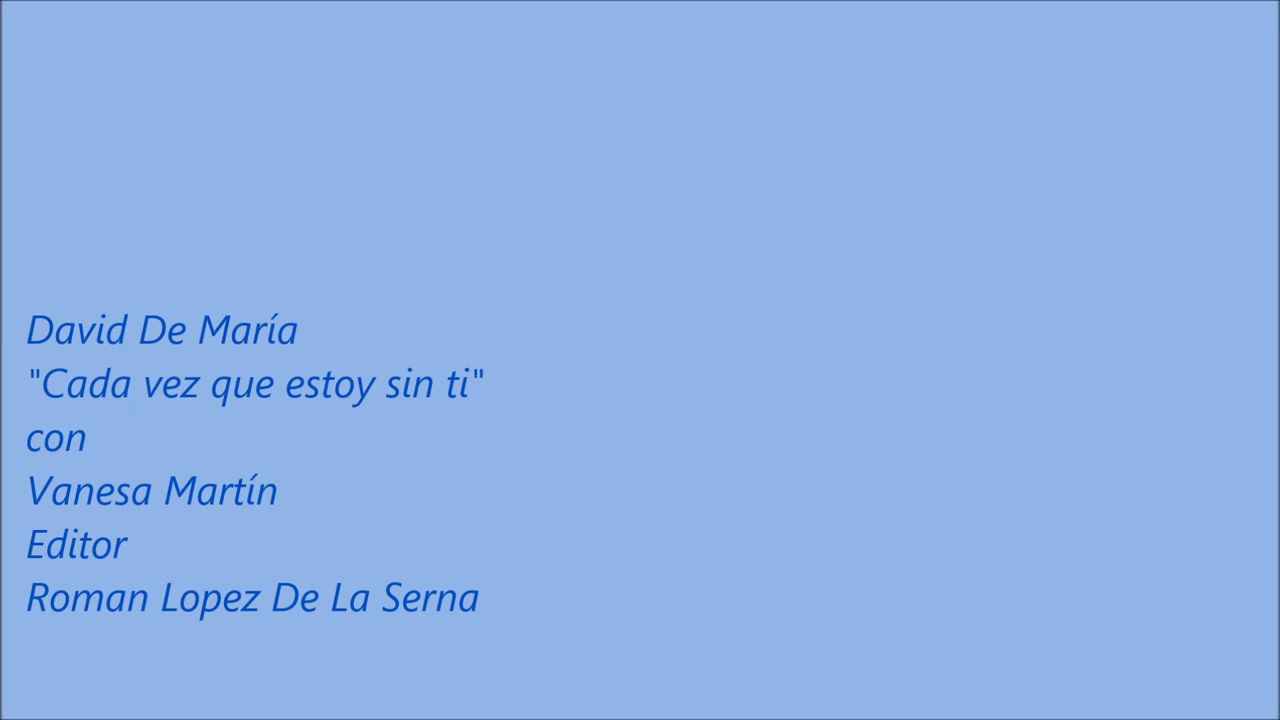 David De María
"Cada vez que estoy sin ti"
con
Vanesa Martín
Editor
Roman Lopez De La Serna